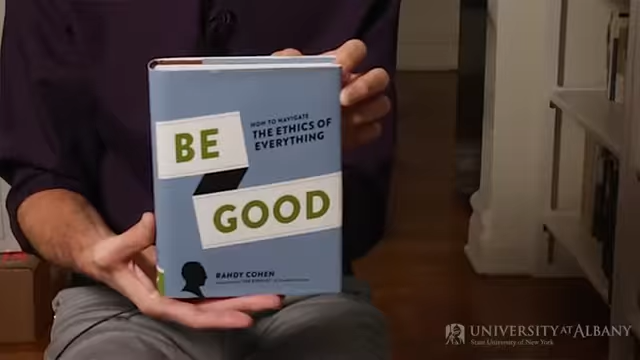 HOW TO NAVIGATE
THE ETHICS OF
EVERYTHING
BE
GOOD
RANDY COHEN
UNIVERSITY AT ALBANY
State University of New York